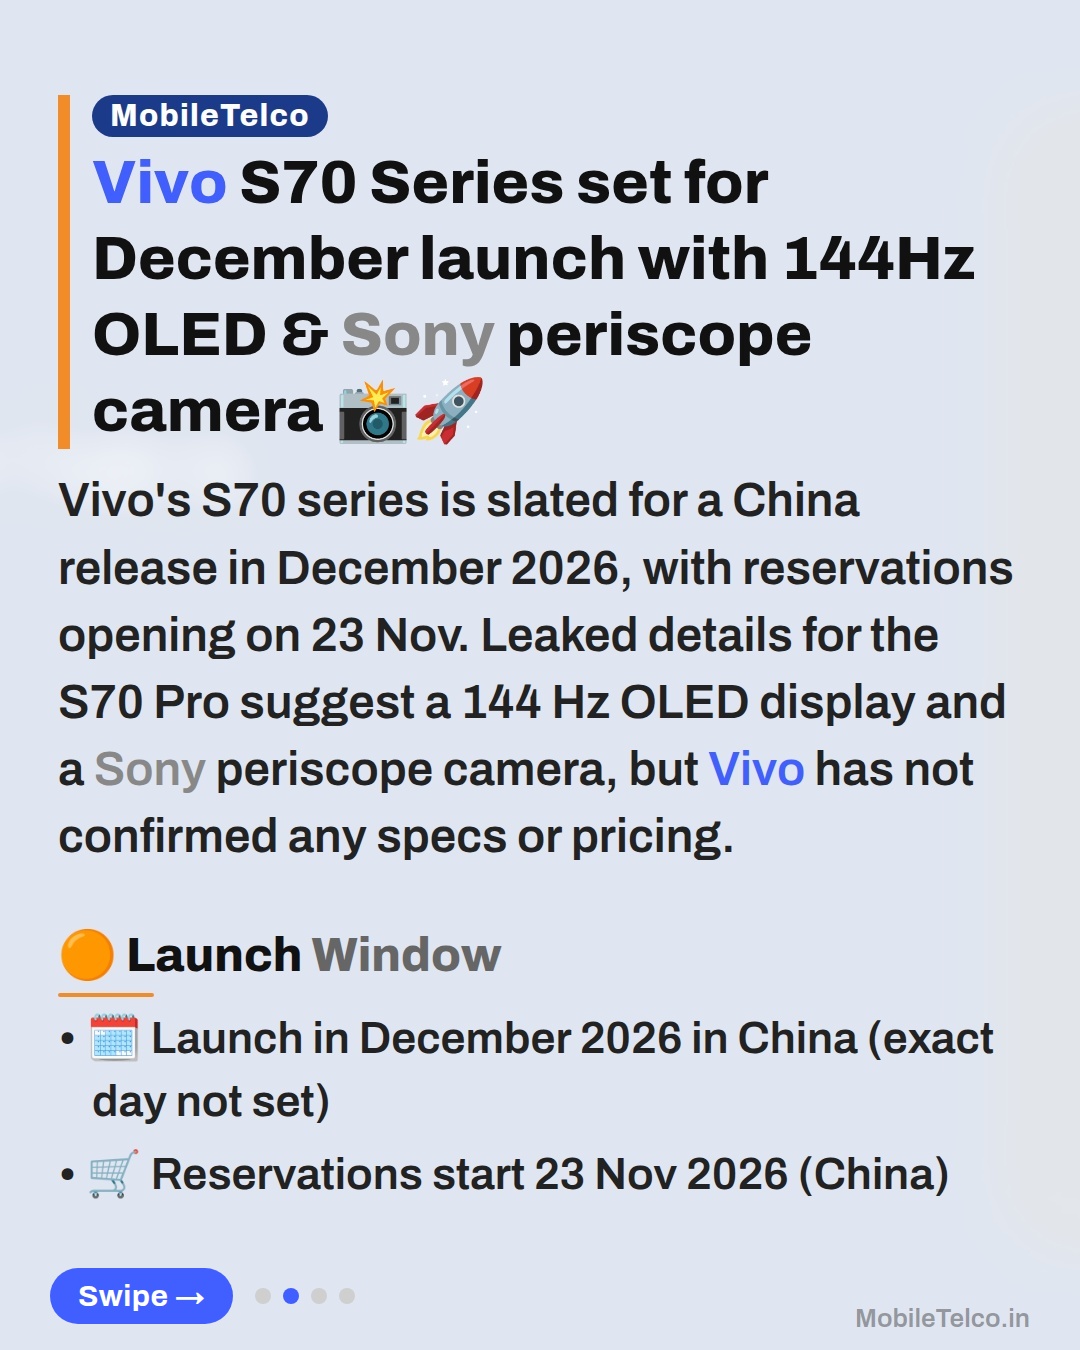 MobileTelco
Vivo S70 Series set for
December launch with 144Hz
OLED & Sony periscope
camera 📸🚀
Vivo's S70 series is slated for a China
release in December 2026, with reservations
opening on 23 Nov. Leaked details for the
S70 Pro suggest a 144 Hz OLED display and
a Sony periscope camera, but Vivo has not
confirmed any specs or pricing.
🟠 Launch Window
• 🗓️ Launch in December 2026 in China (exact
day not set)
• 🛒 Reservations start 23 Nov 2026 (China)
Swipe →
MobileTelco.in